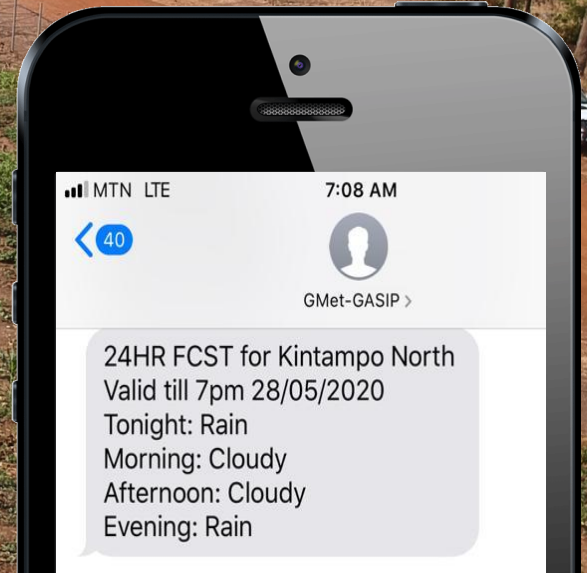 MTN LTE 7:08 AM
40
GMet-GASIP >
24HR FCST for Kintampo North
Valid till 7pm 28/05/2020
Tonight: Rain
Morning: Cloudy
Afternoon: Cloudy
Evening: Rain